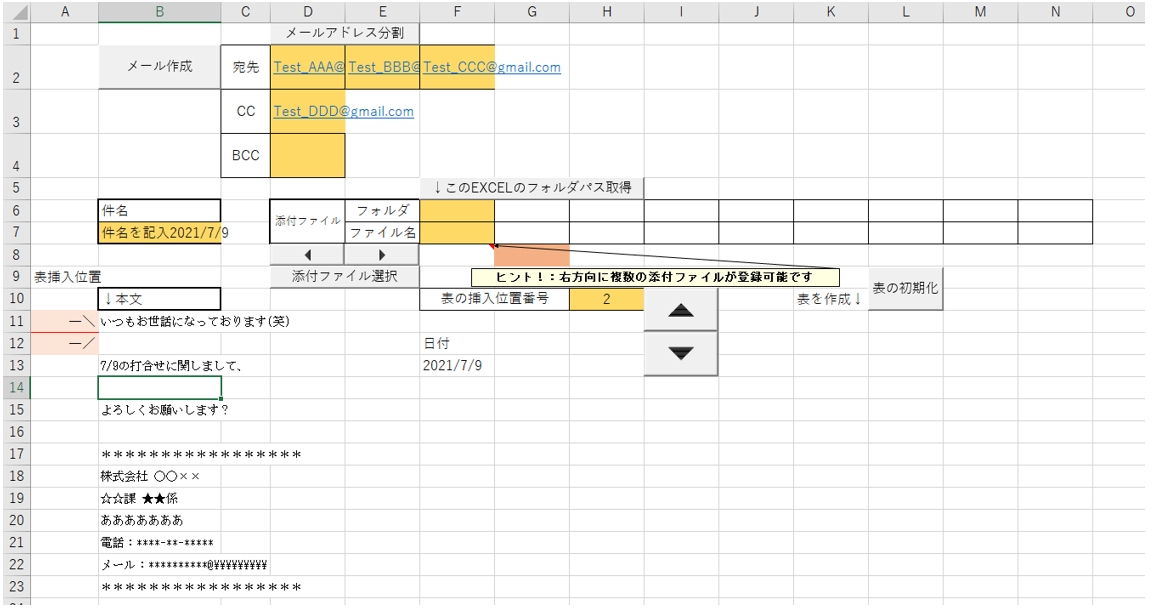 A B C D E F G H I J K L M N O
1 メールアドレス分割
2 メール作成 宛先 Test_AAA@ Test_BBB@ Test_CCC@gmail.com
3 CC Test_DDD@gmail.com
4 BCC
5 ↓このEXCELのフォルダパス取得
6 件名 添付ファイル フォルダ
7 件名を記入2021/7/9 ファイル名
8 ◀ ▶
9 表挿入位置 添付ファイル選択 ヒント!:右方向に複数の添付ファイルが登録可能です 表の初期化
10 ↓本文 表の挿入位置番号 2 ▲ 表を作成↓
11 ―＼ いつもお世話になっております(笑)
12 ―／ 日付 ▼
13 7/9の打合せに関しまして、 2021/7/9
14
15 よろしくお願いします？
16
17 ＊＊＊＊＊＊＊＊＊＊＊＊＊＊＊＊＊
18 株式会社 〇〇××
19 ☆☆課 ★★係
20 あああああああ
21 電話：****-**-*****
22 メール：**********@¥¥¥¥¥¥¥¥¥
23 ＊＊＊＊＊＊＊＊＊＊＊＊＊＊＊＊＊